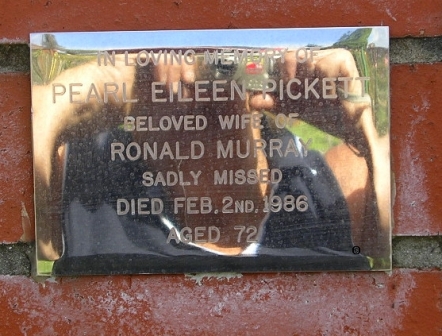 IN LOVING MEMORY OF
PEARL EILEEN PICKETT
BELOVED WIFE OF
RONALD MURRAY
SADLY MISSED
DIED FEB. 2ND. 1986
AGED 72